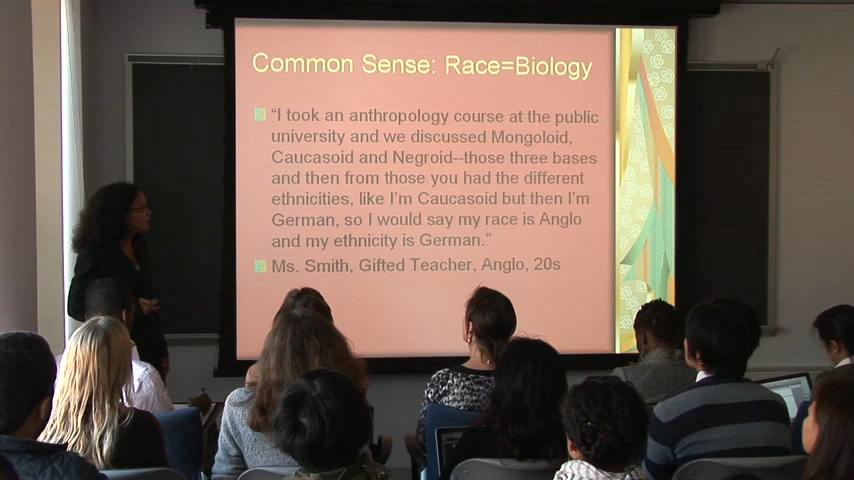 Common Sense: Race=Biology
“I took an anthropology course at the public
university and we discussed Mongoloid,
Caucasoid and Negroid--those three bases
and then from those you had the different
ethnicities, like I’m Caucasoid but then I’m
German, so I would say my race is Anglo
and my ethnicity is German.”
Ms. Smith, Gifted Teacher, Anglo, 20s